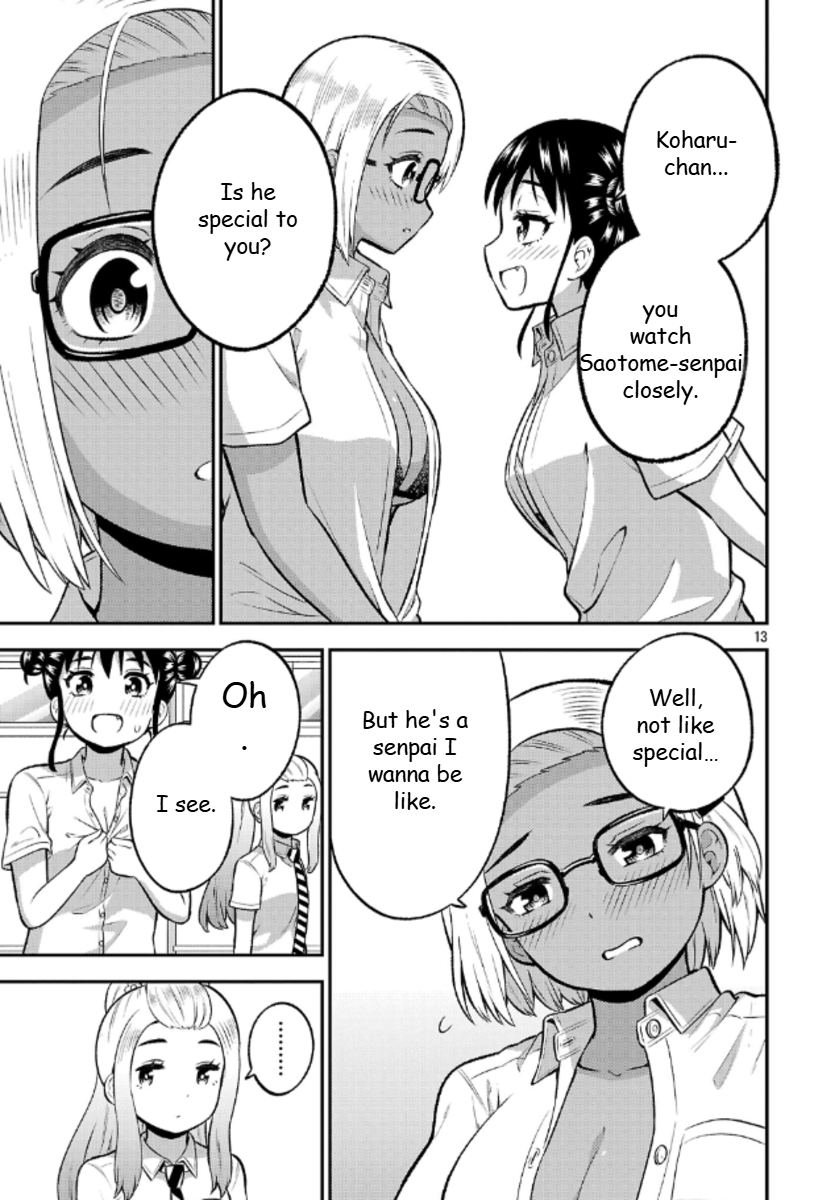 Koharu-
chan...
you
watch
Saotome-senpai
closely.
Is he
special to
you?
13
Well,
not like
special...
But he's a
senpai I
wanna be
like.
Oh
.
I see.
.........